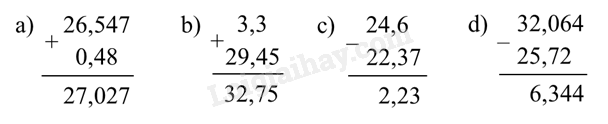 a) 26,547 b) 3,3 c) 24,6 d) 32,064
+ + − −
0,48 29,45 22,37 25,72
27,027 32,75 2,23 6,344
Loigiaihay.com